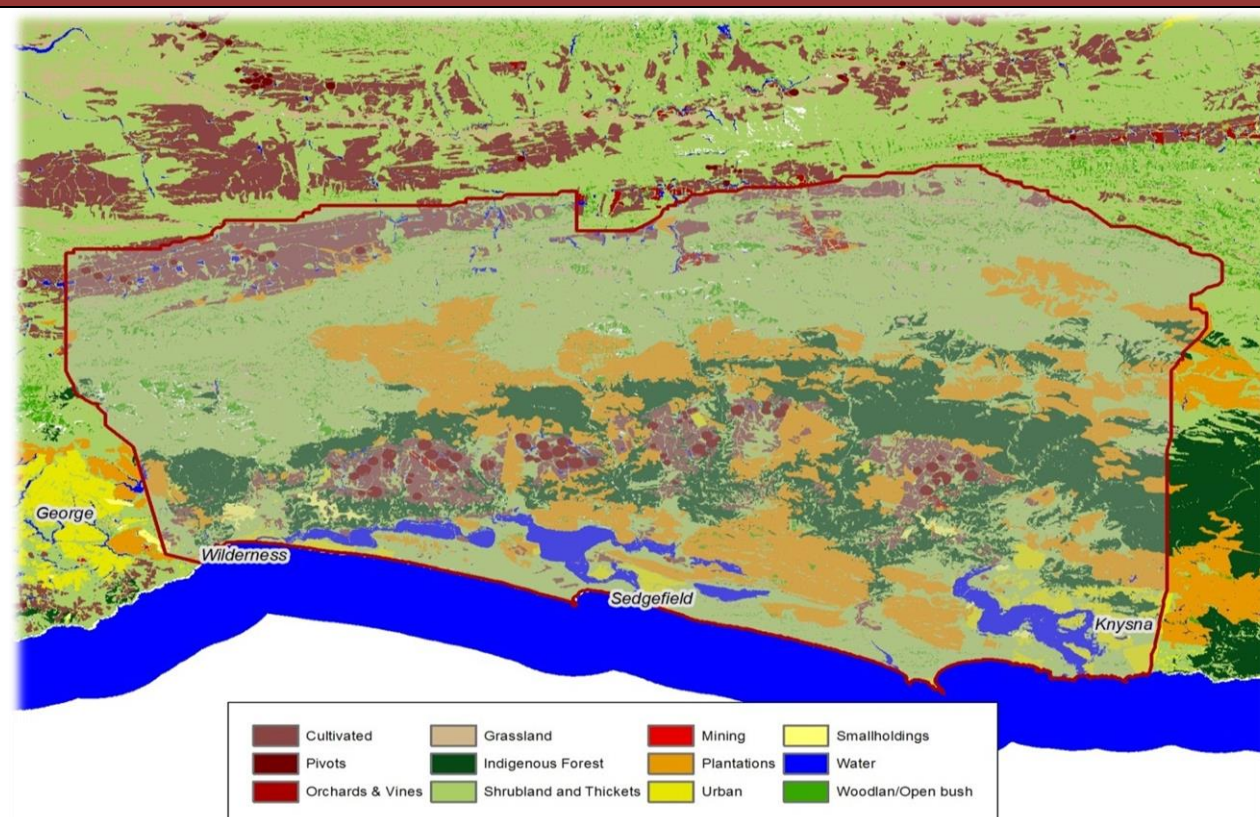 George
Wilderness
Sedgefield
Knysna
Cultivated
Grassland
Mining
Smallholdings
Pivots
Indigenous Forest
Plantations
Water
Orchards & Vines
Shrubland and Thickets
Urban
Woodlan/Open bush